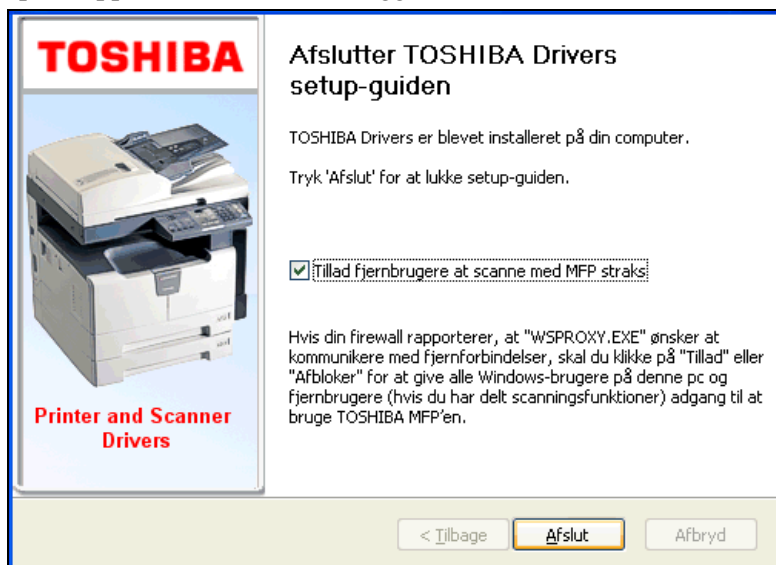 TOSHIBA
Printer and Scanner
Drivers
Afslutter TOSHIBA Drivers
setup-guiden
TOSHIBA Drivers er blevet installeret på din computer.
Tryk 'Afslut' for at lukke setup-guiden.
Tillad fjernbrugere at scanne med MFP straks
Hvis din firewall rapporterer, at "WSPROXY.EXE" ønsker at
kommunikere med fjernforbindelser, skal du klikke på "Tillad" eller
"Afbloker" for at give alle Windows-brugere på denne pc og
fjernbrugere (hvis du har delt scanningsfunktioner) adgang til at
bruge TOSHIBA MFP'en.
< Tilbage
Afslut
Afbryd